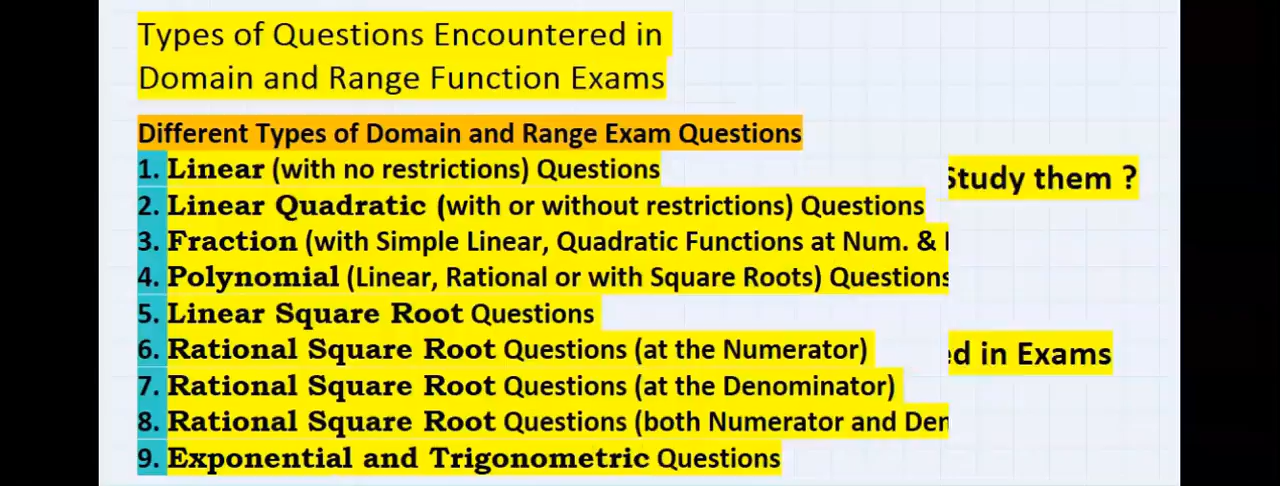 Types of Questions Encountered in
Domain and Range Function Exams
Different Types of Domain and Range Exam Questions
1. Linear (with no restrictions) Questions
2. Linear Quadratic (with or without restrictions) Questions
3. Fraction (with Simple Linear, Quadratic Functions at Num. &
4. Polynomial (Linear, Rational or with Square Roots) Questions
5. Linear Square Root Questions
6. Rational Square Root Questions (at the Numerator)
7. Rational Square Root Questions (at the Denominator)
8. Rational Square Root Questions (both Numerator and
9. Exponential and Trigonometric Questions
Study them ?
in Exams